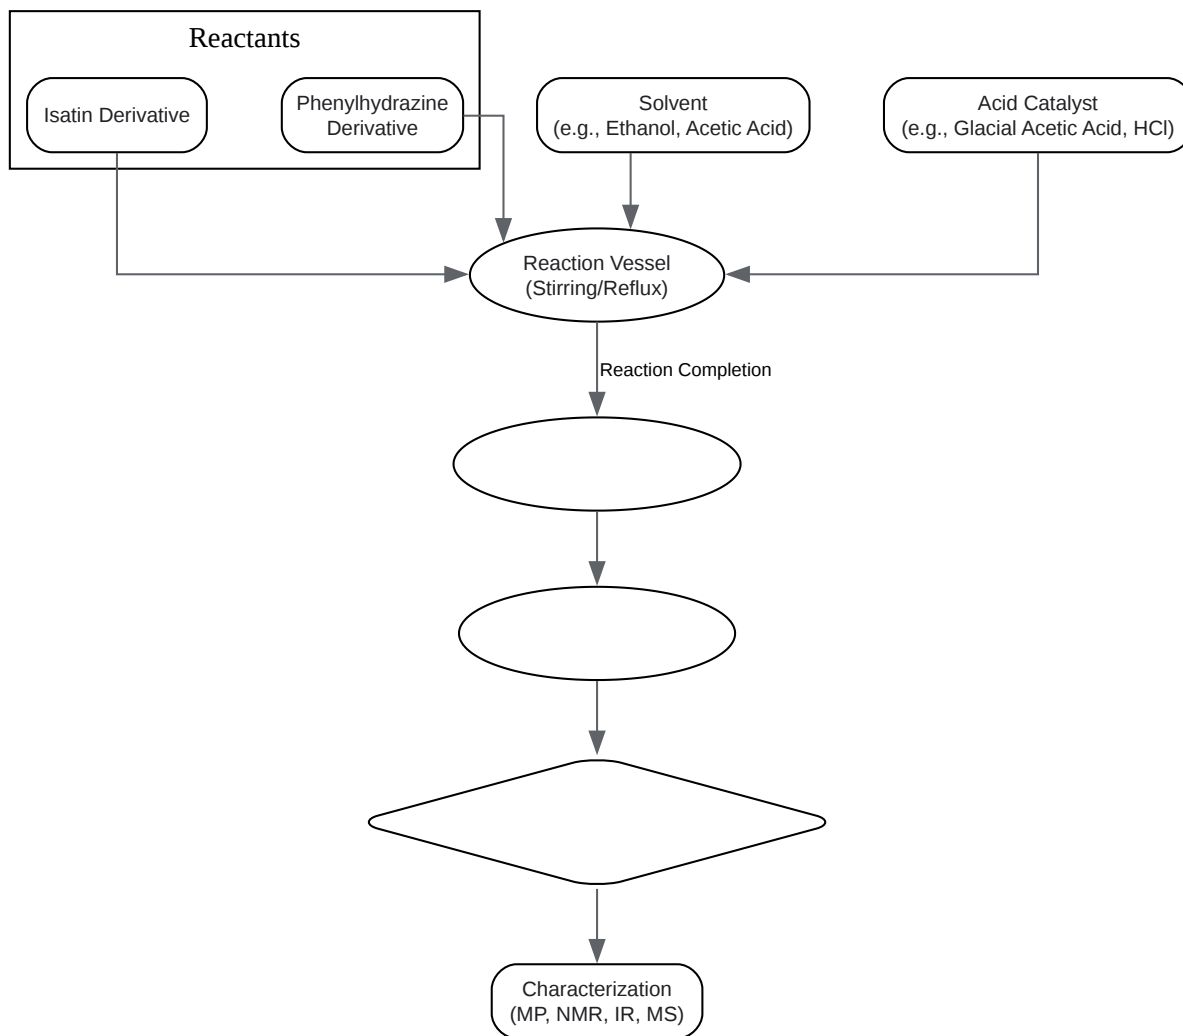 Reactants
Isatin Derivative
Phenylhydrazine
Derivative
Solvent
(e.g., Ethanol, Acetic Acid)
Acid Catalyst
(e.g., Glacial Acetic Acid, HCl)
Reaction Vessel
(Stirring/Reflux)
Reaction Completion
Characterization
(MP, NMR, IR, MS)